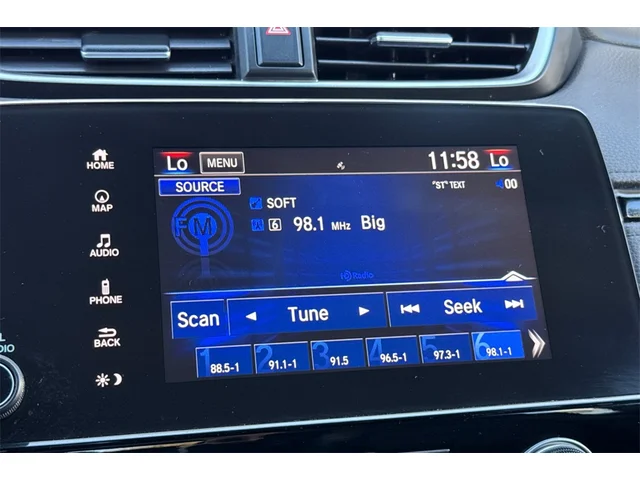 Lo MENU 11:58 Lo
SOURCE "ST" TEXT 00
HOME
FM SOFT
6 98.1 MHz Big
MAP
AUDIO
HD Radio
PHONE
Scan Tune Seek
BACK
1 88.5-1 2 91.1-1 3 91.5 4 96.5-1 5 97.3-1 6 98.1-1